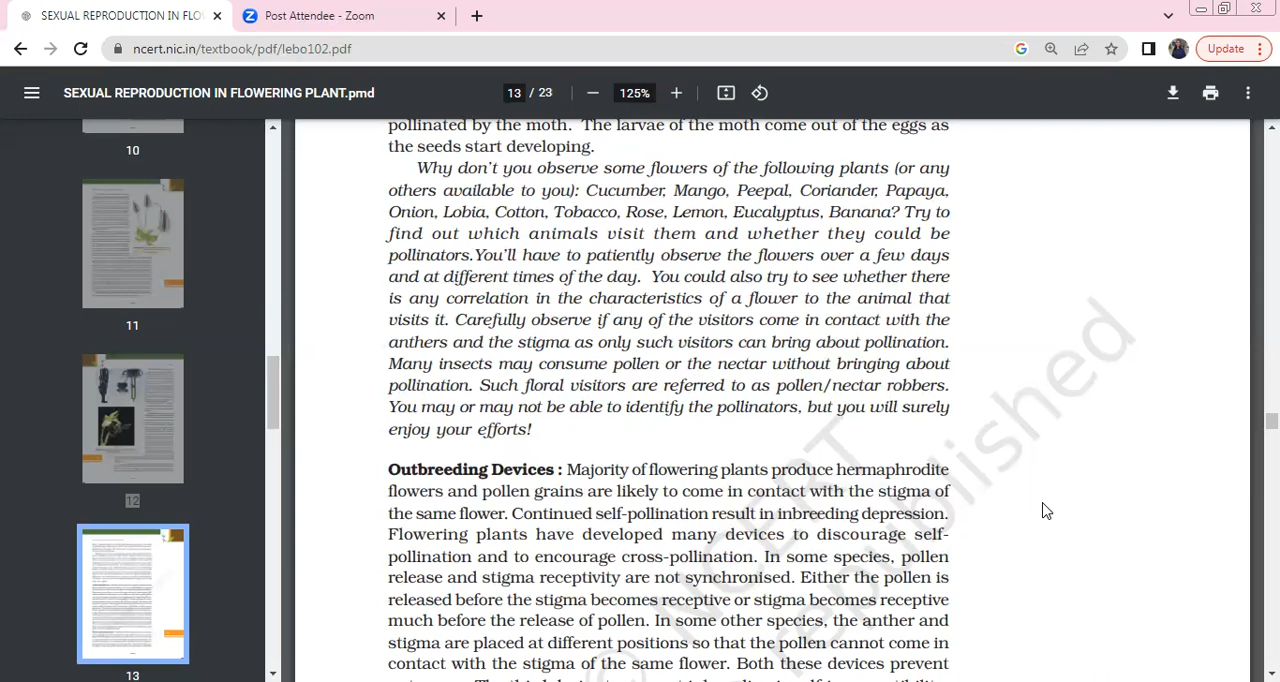 SEXUAL REPRODUCTION IN FLO
Post Attendee - Zoom
ncert.nic.in/textbook/pdf/lebo102.pdf
Update
SEXUAL REPRODUCTION IN FLOWERING PLANT.pmd
13 / 23
125%
10
11
12
13
pollinated by the moth. The larvae of the moth come out of the eggs as
the seeds start developing.
Why don't you observe some flowers of the following plants (or any
others available to you): Cucumber, Mango, Peepal, Coriander, Papaya,
Onion, Lobia, Cotton, Tobacco, Rose, Lemon, Eucalyptus, Banana? Try to
find out which animals visit them and whether they could be
pollinators.You'll have to patiently observe the flowers over a few days
and at different times of the day. You could also try to see whether there
is any correlation in the characteristics of a flower to the animal that
visits it. Carefully observe if any of the visitors come in contact with the
anthers and the stigma as only such visitors can bring about pollination.
Many insects may consume pollen or the nectar without bringing about
pollination. Such floral visitors are referred to as pollen/nectar robbers.
You may or may not be able to identify the pollinators, but you will surely
enjoy your efforts!
Outbreeding Devices : Majority of flowering plants produce hermaphrodite
flowers and pollen grains are likely to come in contact with the stigma of
the same flower. Continued self-pollination result in inbreeding depression.
Flowering plants have developed many devices to discourage self-
pollination and to encourage cross-pollination. In some species, pollen
release and stigma receptivity are not synchronised. Either the pollen is
released before the stigma becomes receptive or stigma becomes receptive
much before the release of pollen. In some other species, the anther and
stigma are placed at different positions so that the pollen cannot come in
contact with the stigma of the same flower. Both these devices prevent
© NCERT
republished